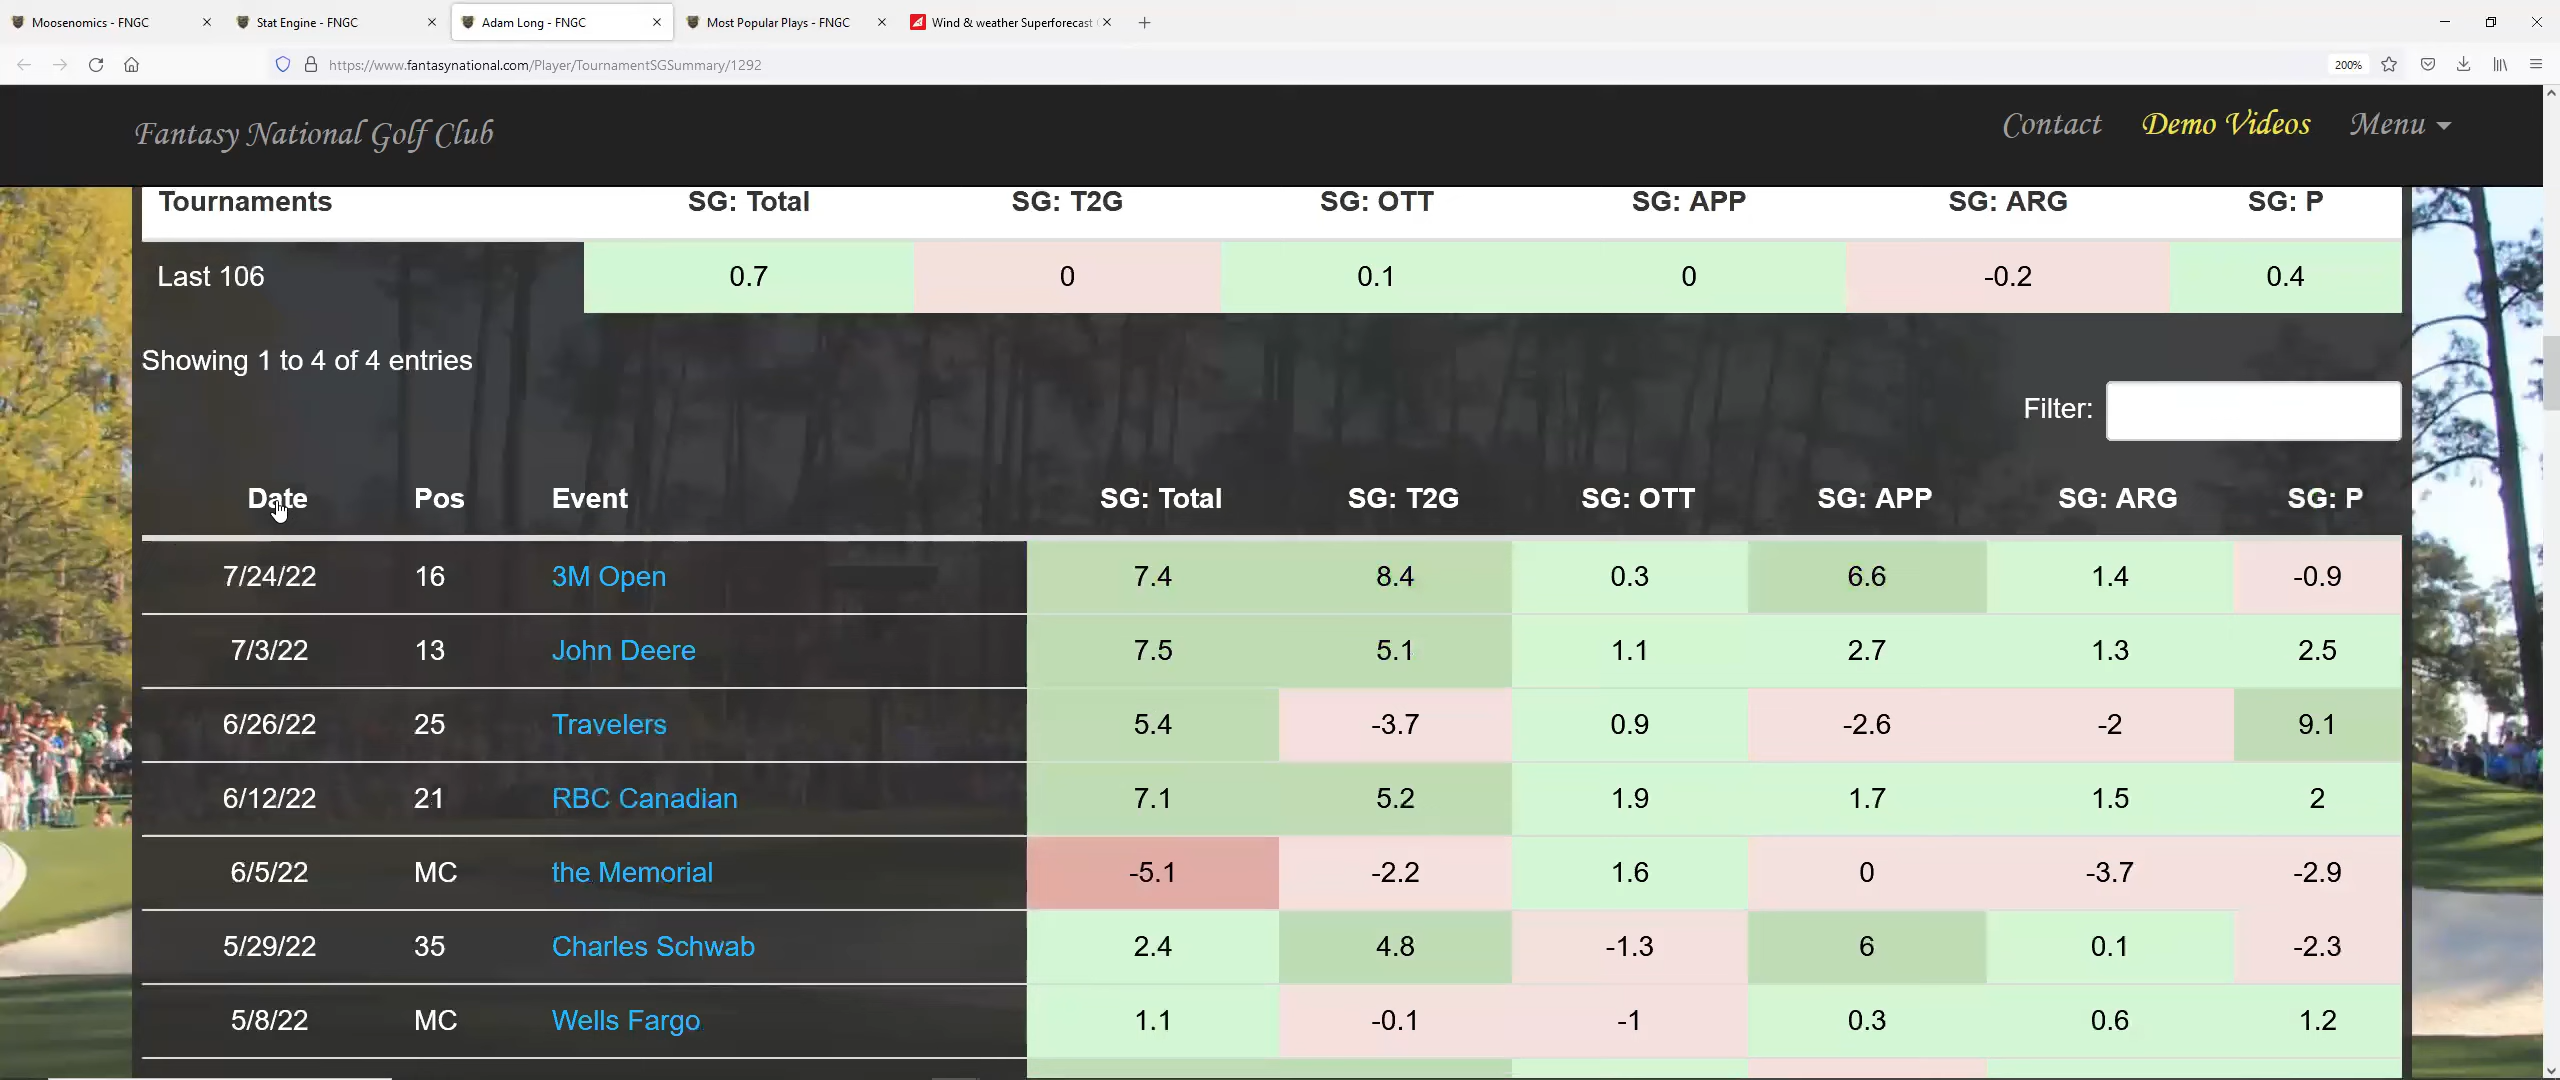 Moosenomics - FNGC Stat Engine - FNGC Adam Long - FNGC Most Popular Plays - FNGC Wind & weather Superforecast
https://www.fantasynational.com/Player/TournamentSGSummary/1292 200%
Fantasy National Golf Club Contact Demo Videos Menu
Tournaments SG: Total SG: T2G SG: OTT SG: APP SG: ARG SG: P
Last 106 0.7 0 0.1 0 -0.2 0.4
Showing 1 to 4 of 4 entries
Filter:
Date Pos Event SG: Total SG: T2G SG: OTT SG: APP SG: ARG SG: P
7/24/22 16 3M Open 7.4 8.4 0.3 6.6 1.4 -0.9
7/3/22 13 John Deere 7.5 5.1 1.1 2.7 1.3 2.5
6/26/22 25 Travelers 5.4 -3.7 0.9 -2.6 -2 9.1
6/12/22 21 RBC Canadian 7.1 5.2 1.9 1.7 1.5 2
6/5/22 MC the Memorial -5.1 -2.2 1.6 0 -3.7 -2.9
5/29/22 35 Charles Schwab 2.4 4.8 -1.3 6 0.1 -2.3
5/8/22 MC Wells Fargo 1.1 -0.1 -1 0.3 0.6 1.2